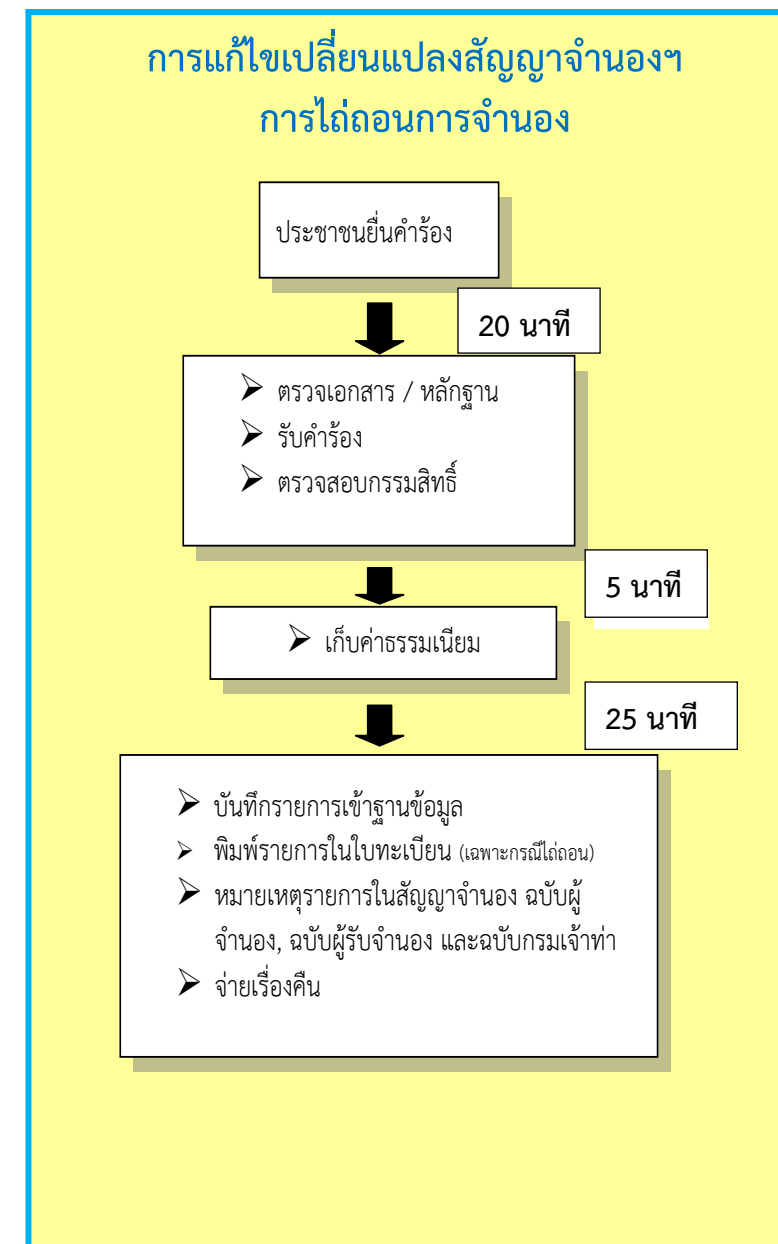 การแก้ไขเปลี่ยนแปลงสัญญาจำนองฯ
การไถ่ถอนการจำนอง
ประชาชนยื่นคำร้อง
20 นาที
➢ ตรวจเอกสาร / หลักฐาน
➢ รับคำร้อง
➢ ตรวจสอบกรรมสิทธิ์
5 นาที
➢ เก็บค่าธรรมเนียม
25 นาที
➢ บันทึกรายการเข้าฐานข้อมูล
➢ พิมพ์รายการในใบทะเบียน (เฉพาะกรณีไถ่ถอน)
➢ หมายเหตุรายการในสัญญาจำนอง ฉบับผู้
จำนอง, ฉบับผู้รับจำนอง และฉบับกรมเจ้าท่า
➢ จ่ายเรื่องคืน